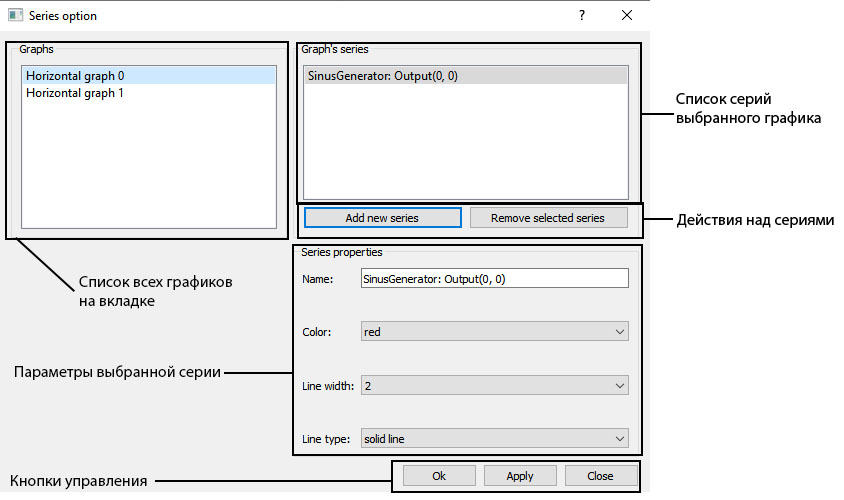 Series option
Graphs
Horizontal graph 0
Horizontal graph 1
Graph's series
SinusGenerator: Output(0, 0)
Список серий
выбранного графика
Add new series
Remove selected series
Действия над сериями
Список всех графиков
на вкладке
Series properties
Name:
SinusGenerator: Output(0, 0)
Color:
red
Параметры выбранной серии
Line width:
2
Line type:
solid line
Кнопки управления
Ok
Apply
Close